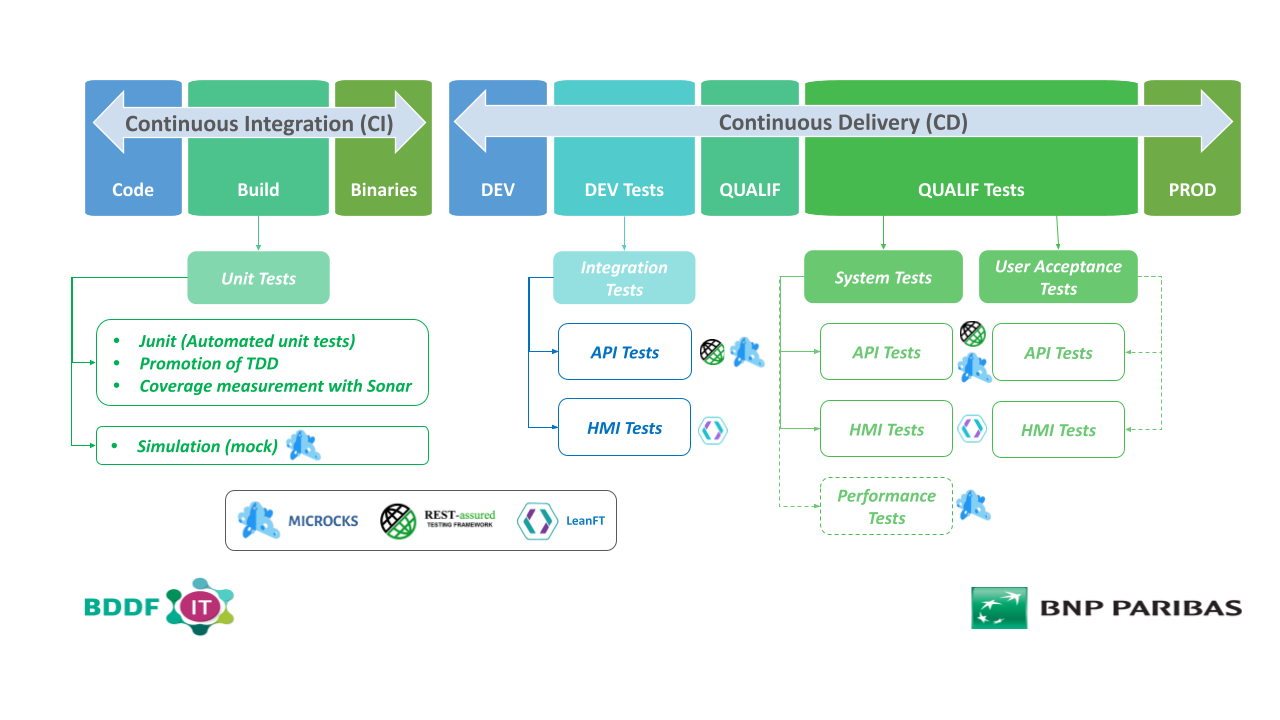 Continuous Integration (CI)
Continuous Delivery (CD)
Code
Build
Binaries
DEV
DEV Tests
QUALIF
QUALIF Tests
PROD
Unit Tests
Integration
Tests
System Tests
User Acceptance
Tests
• Junit (Automated unit tests)
• Promotion of TDD
• Coverage measurement with Sonar
• Simulation (mock)
API Tests
HMI Tests
API Tests
API Tests
HMI Tests
HMI Tests
Performance
Tests
MICROCKS
REST-assured
TESTING FRAMEWORK
LeanFT
BDDF IT
BNP PARIBAS